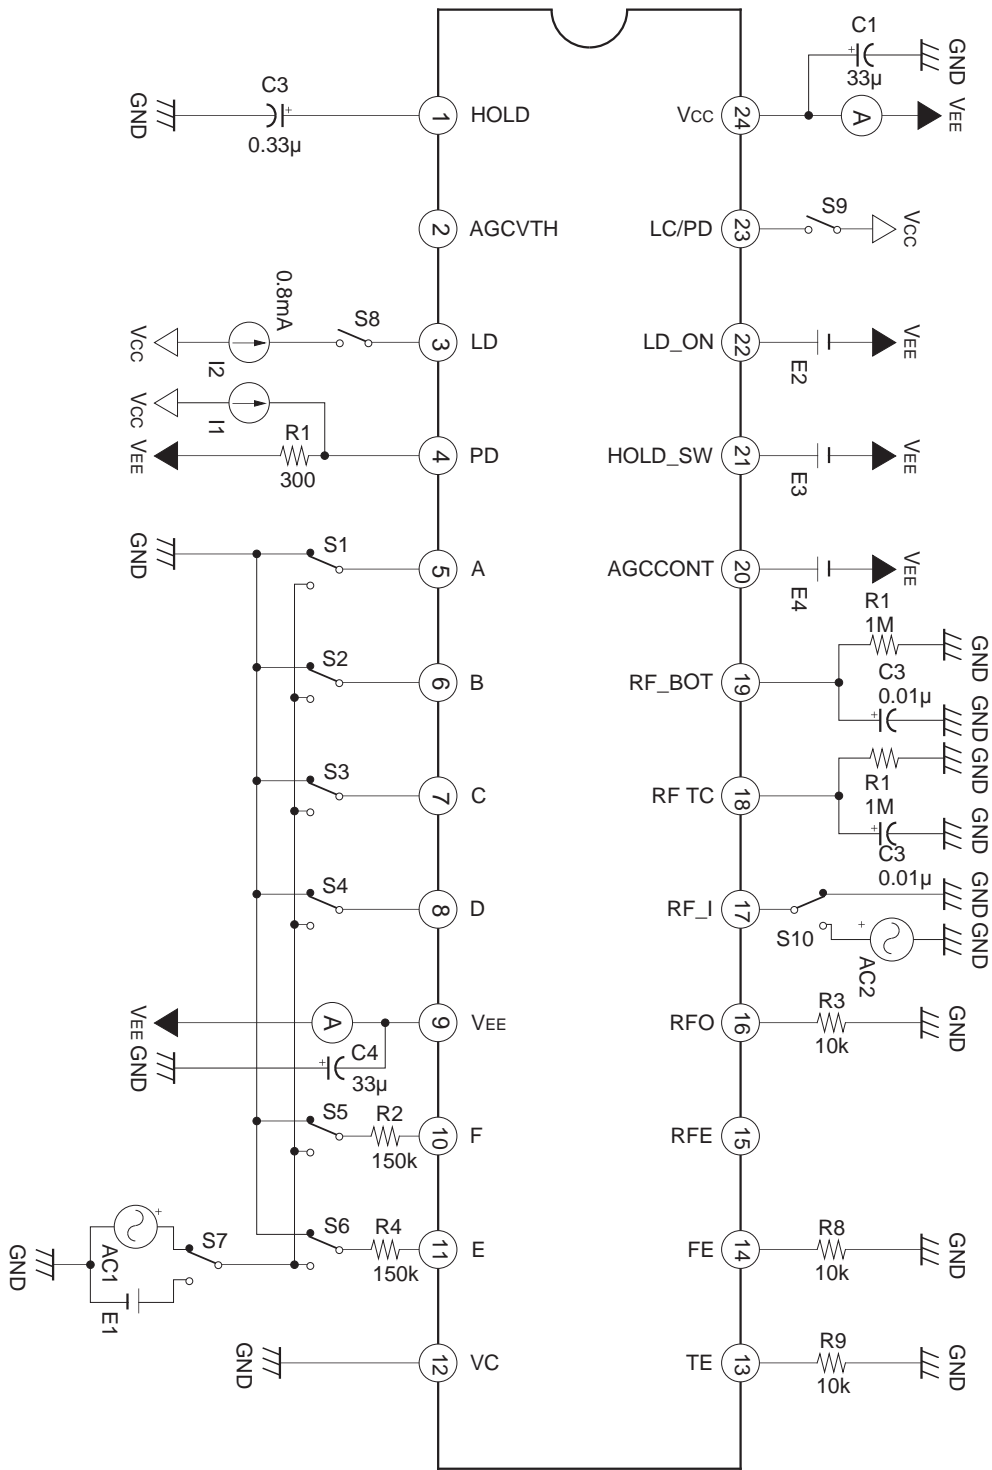 C1
33µ
GND
C3
0.33µ
GND
1
HOLD
VCC
24
A
VEE
2
AGCVTH
LC/PD
23
S9
VCC
0.8mA
S8
VCC
I2
3
LD
LD_ON
22
E2
VEE
VCC
I1
VEE
R1
300
4
PD
HOLD_SW
21
E3
VEE
GND
S1
5
A
AGCCONT
20
E4
VEE
R1
1M
GND
S2
6
B
RF_BOT
19
C3
0.01µ
GND
GND
S3
7
C
RF TC
18
R1
1M
GND
C3
0.01µ
S4
8
D
RF_I
17
S10
GND
GND
AC2
VEE
A
9
VEE
GND
C4
33µ
RFO
16
R3
10k
GND
S5
R2
150k
10
F
RFE
15
AC1
S7
S6
R4
150k
11
E
FE
14
R8
10k
GND
GND
E1
GND
12
VC
TE
13
R9
10k
GND